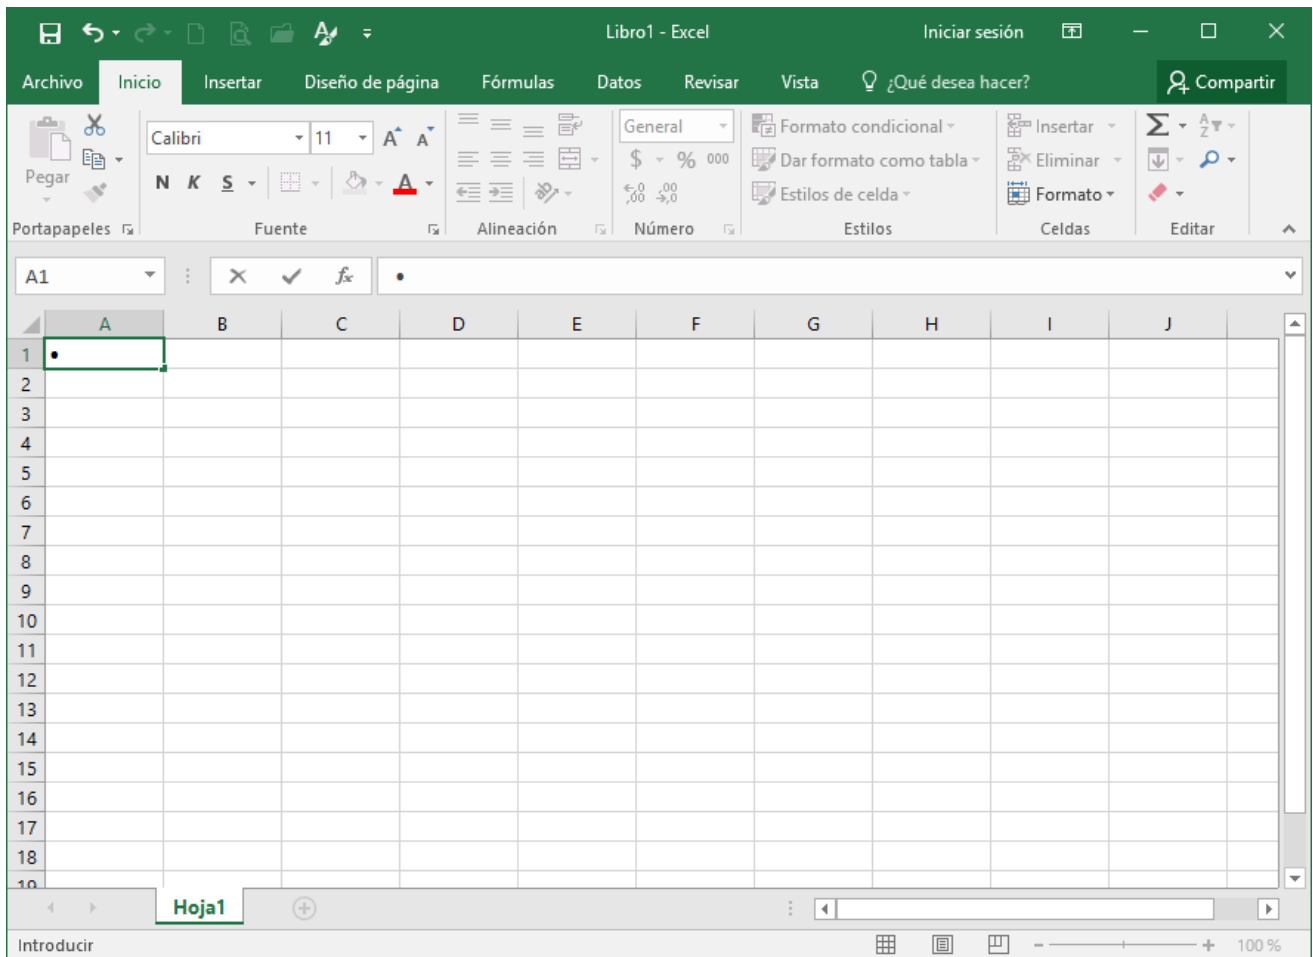 Libro1 - Excel
Iniciar sesión
Archivo Inicio Insertar Diseño de página Fórmulas Datos Revisar Vista ¿Qué desea hacer? Compartir
Calibri 11 A A General Formato condicional Insertar Σ
Pegar $ % 000 Dar formato como tabla Eliminar
N K S A Estilos de celda Formato
Portapapeles Fuente Alineación Número Estilos Celdas Editar
A1 fx •
A B C D E F G H I J
1 •
2
3
4
5
6
7
8
9
10
11
12
13
14
15
16
17
18
19
Hoja1
Introducir 100 %